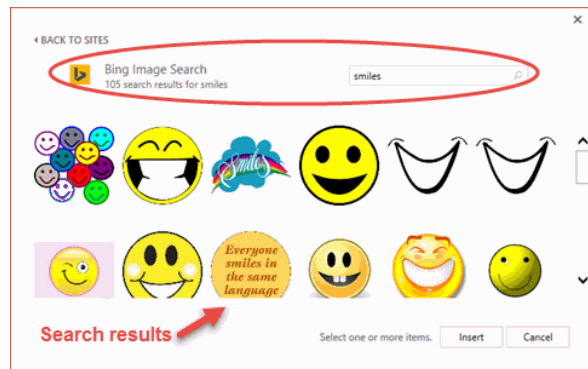 BACK TO SITES
Bing Image Search
105 search results for smiles
smiles
Smiles
Everyone
smiles in
the same
language
Search results
Select one or more items.
Insert
Cancel